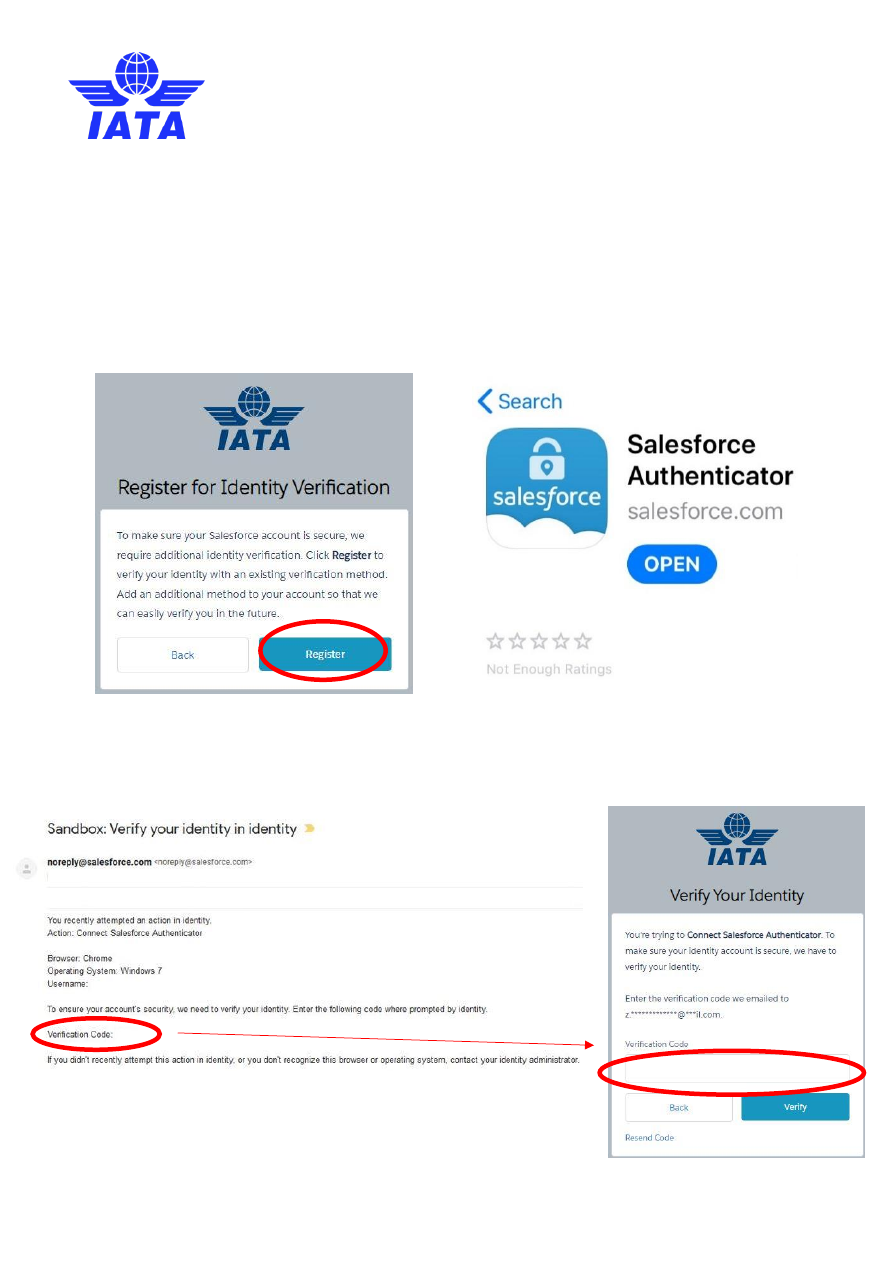 IATA
IATA
Register for Identity Verification
To make sure your Salesforce account is secure, we
require additional identity verification. Click Register to
verify your identity with an existing verification method.
Add an additional method to your account so that we
can easily verify you in the future.
Back
Register
Search
salesforce
Salesforce
Authenticator
salesforce.com
OPEN
Not Enough Ratings
Sandbox: Verify your identity in identity
noreply@salesforce.com <noreply@salesforce.com>
You recently attempted an action in identity.
Action: Connect Salesforce Authenticator
Browser: Chrome
Operating System: Windows 7
Username:
To ensure your account's security, we need to verify your identity. Enter the following code where prompted by identity.
Verification Code:
If you didn't recently attempt this action in identity, or you don't recognize this browser or operating system, contact your identity administrator.
IATA
Verify Your Identity
You're trying to Connect Salesforce Authenticator. To
make sure your identity account is secure, we have to
verify your identity.
Enter the verification code we emailed to
z.*************@***il.com.
Verification Code
Back
Verify
Resend Code